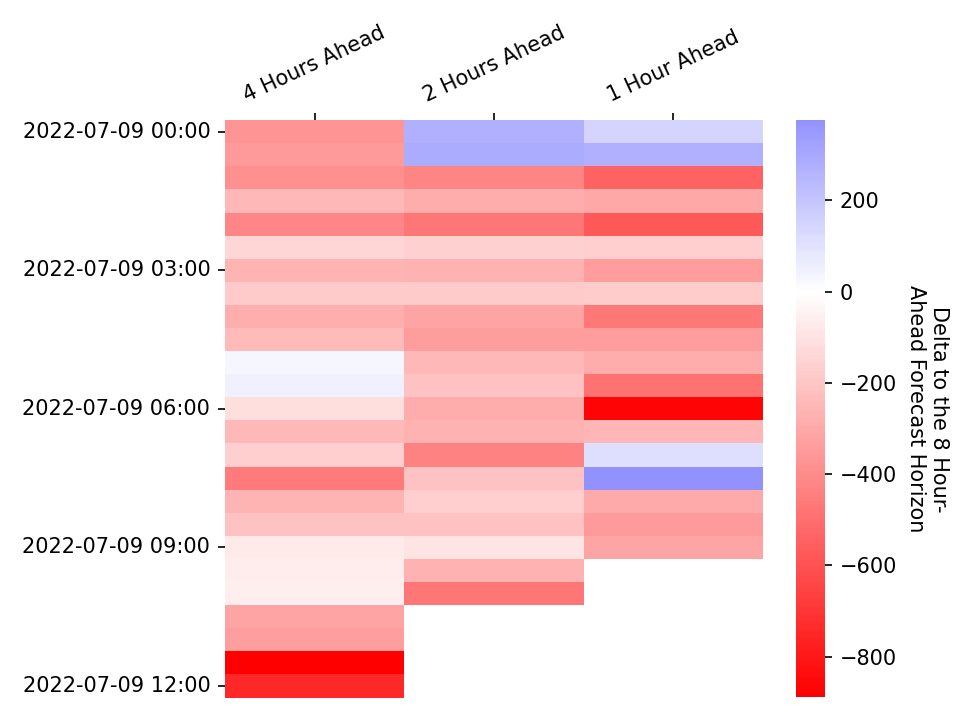 4 Hours Ahead
2 Hours Ahead
1 Hour Ahead
2022-07-09 00:00
2022-07-09 03:00
2022-07-09 06:00
2022-07-09 09:00
2022-07-09 12:00
200
0
−200
−400
−600
−800
Delta to the 8 Hour-
Ahead Forecast Horizon